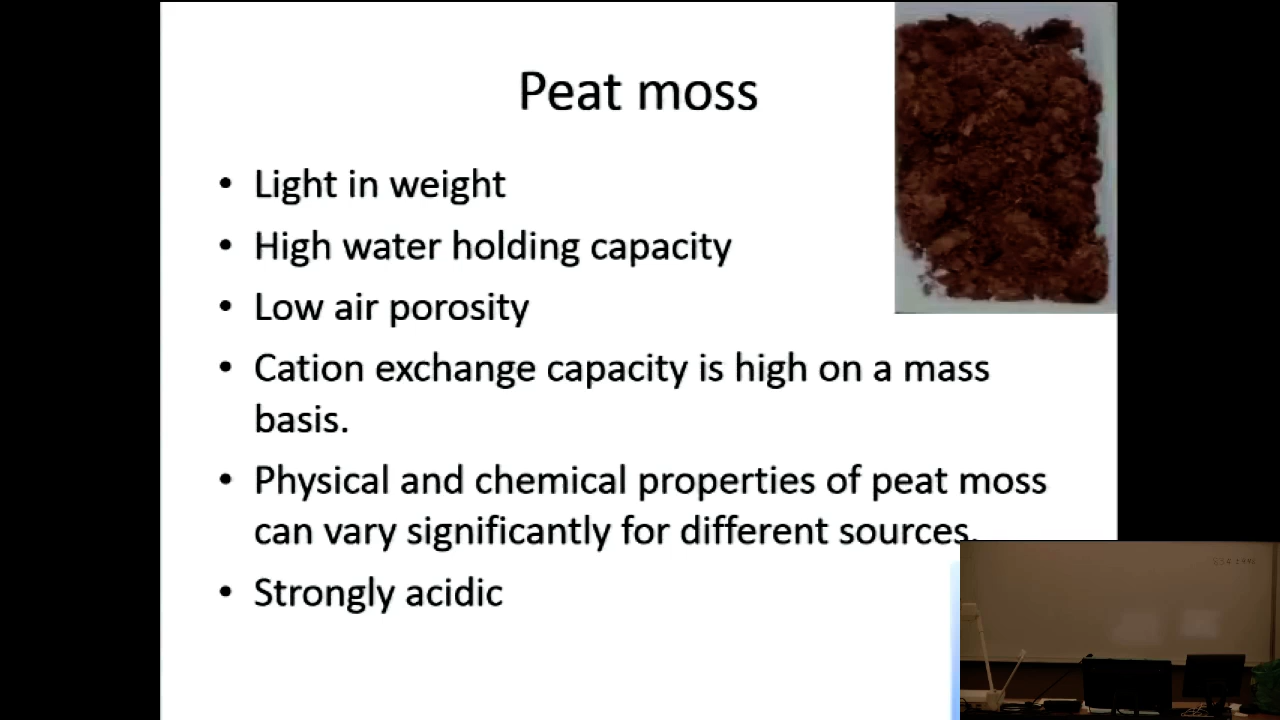 Peat moss
• Light in weight
• High water holding capacity
• Low air porosity
• Cation exchange capacity is high on a mass
basis.
• Physical and chemical properties of peat moss
can vary significantly for different sources.
• Strongly acidic